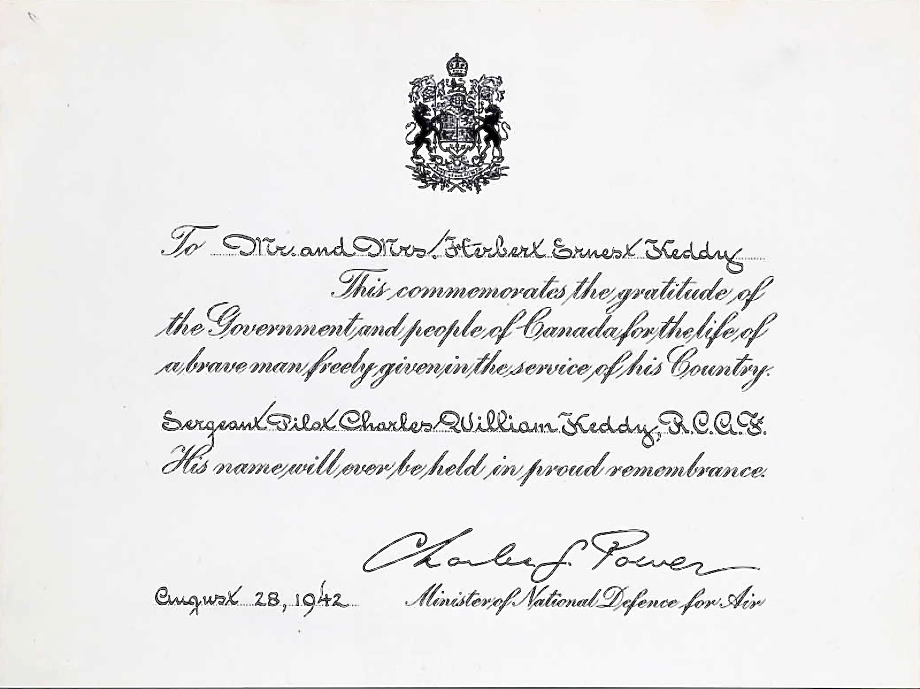 To Mr. and Mrs. Herbert Ernest Keddy
This commemorates the gratitude of
the Government and people of Canada for the life of
a brave man freely given in the service of his Country.
Sergeant Pilot Charles William Keddy, R.C.A.F.
His name will ever be held in proud remembrance.
Charles G. Power
August 28, 1942 Minister of National Defence for Air